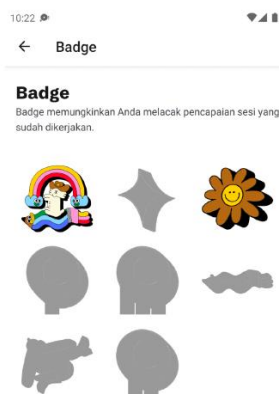 10:22
Badge
Badge
Badge memungkinkan Anda melacak pencapaian sesi yang
sudah dikerjakan.